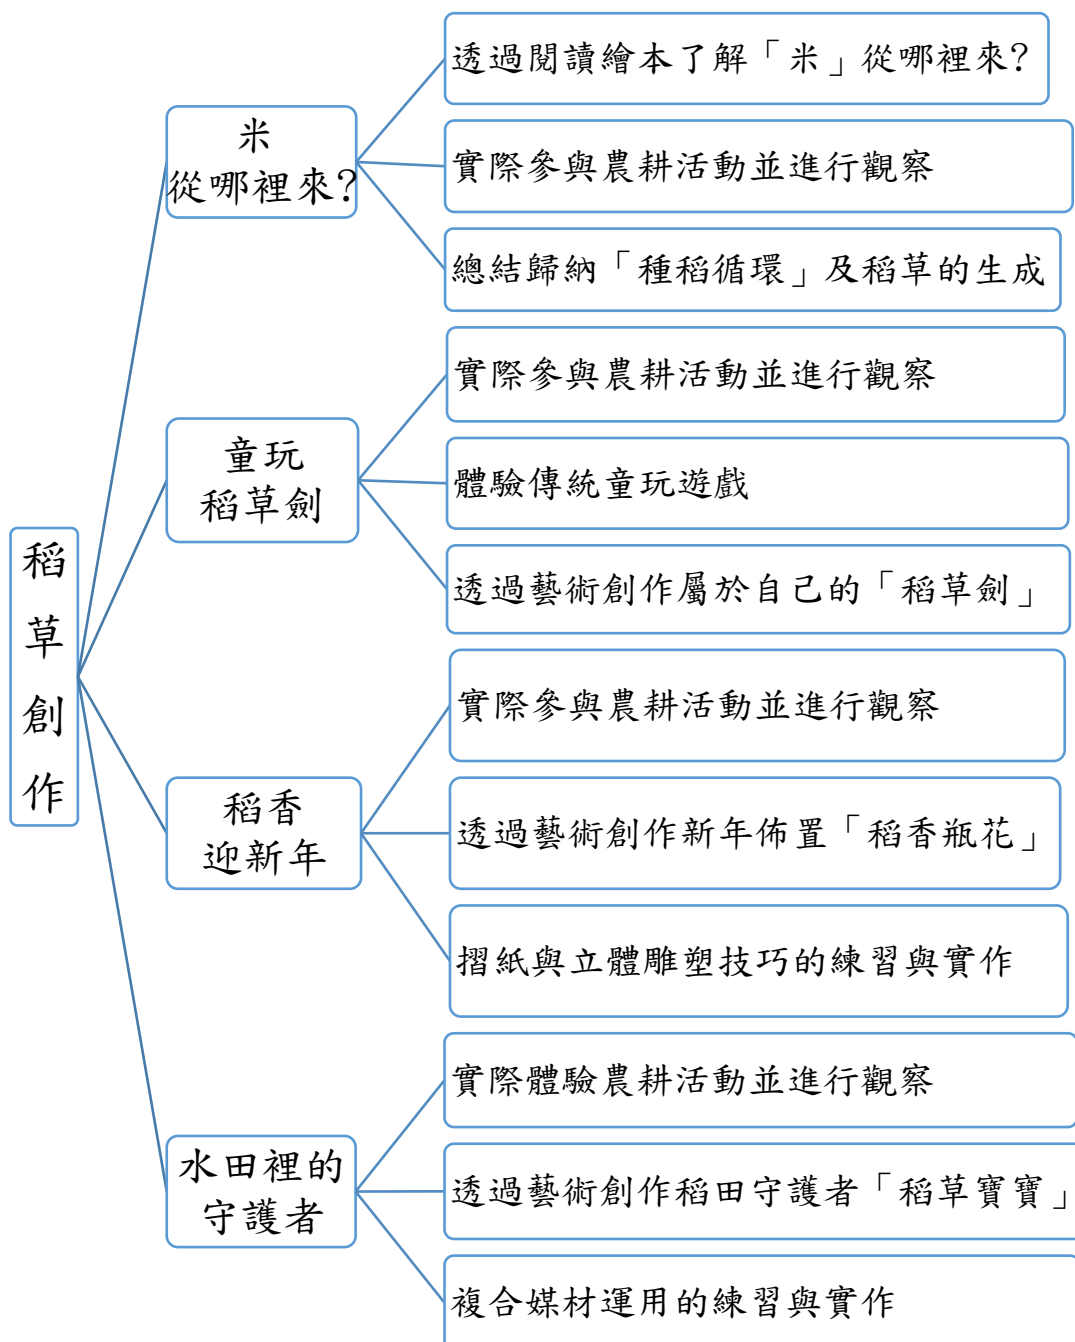 稻
草
創
作
米
從哪裡來?
透過閱讀繪本了解「米」從哪裡來?
實際參與農耕活動並進行觀察
總結歸納「種稻循環」及稻草的生成
童玩
稻草劍
實際參與農耕活動並進行觀察
體驗傳統童玩遊戲
透過藝術創作屬於自己的「稻草劍」
稻香
迎新年
實際參與農耕活動並進行觀察
透過藝術創作新年佈置「稻香瓶花」
摺紙與立體雕塑技巧的練習與實作
水田裡的
守護者
實際體驗農耕活動並進行觀察
透過藝術創作稻田守護者「稻草寶寶」
複合媒材運用的練習與實作